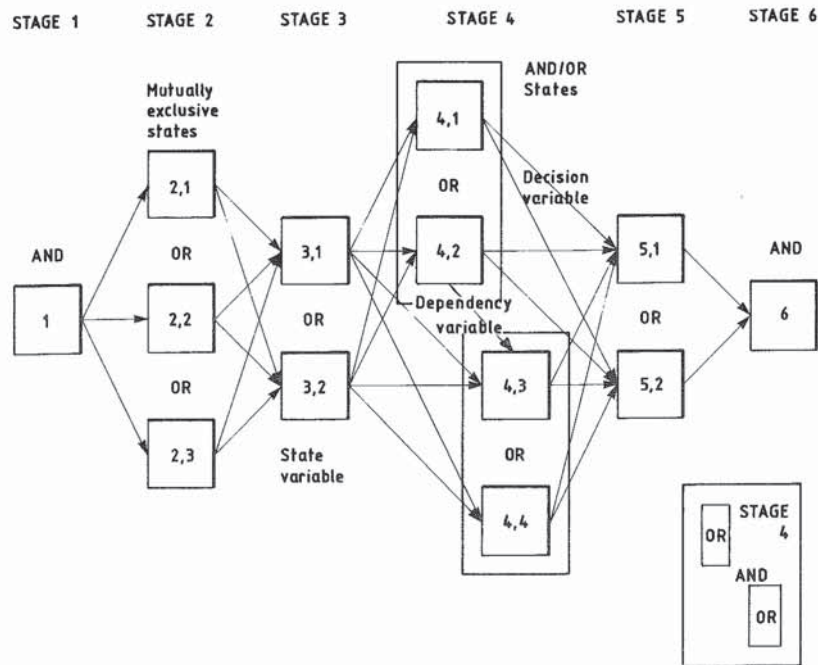 STAGE 1 STAGE 2 STAGE 3 STAGE 4 STAGE 5 STAGE 6
Mutually
exclusive
states
AND/OR
States
4,1
2,1
OR
Decision
variable
AND
OR
3,1
4,2
5,1
AND
1
2,2
OR
Dependency
variable
OR
6
OR
3,2
4,3
5,2
2,3
State
variable
OR
4,4
STAGE
4
OR
AND
OR